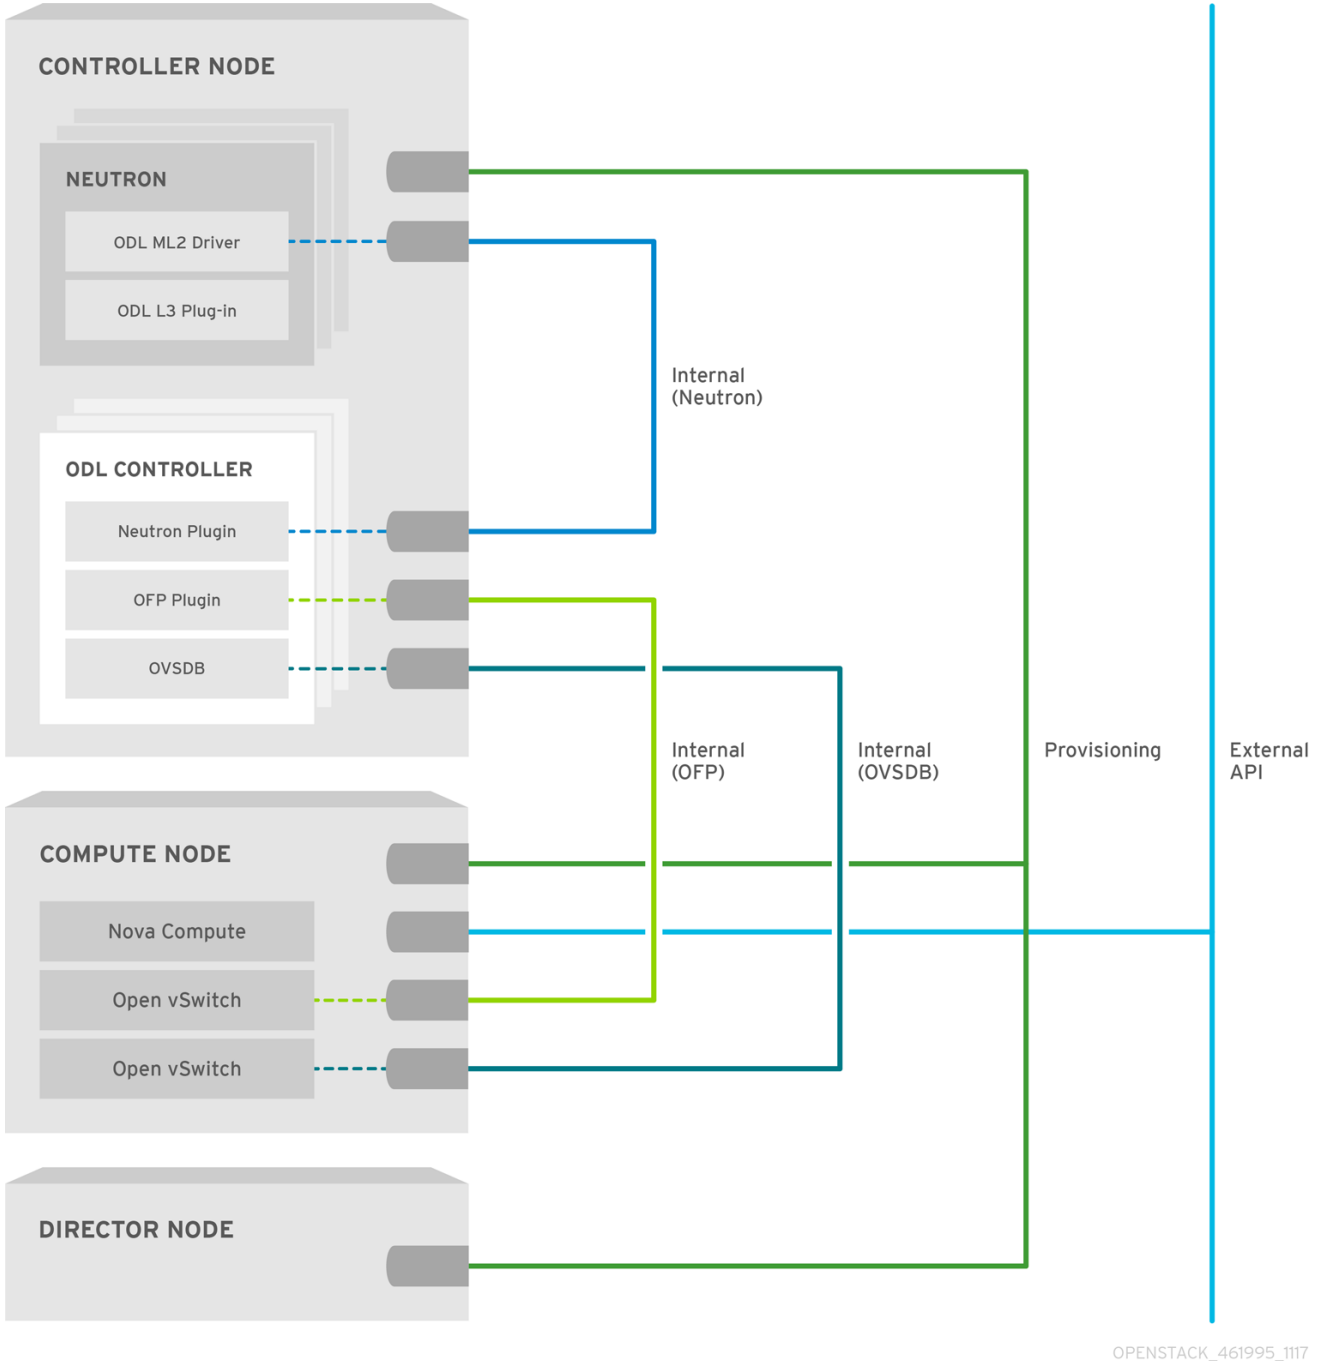 CONTROLLER NODE
NEUTRON
ODL ML2 Driver
ODL L3 Plug-in
Internal
(Neutron)
ODL CONTROLLER
Neutron Plugin
OFP Plugin
OVSDB
Internal
(OFP)
Internal
(OVSDB)
Provisioning
External
API
COMPUTE NODE
Nova Compute
Open vSwitch
Open vSwitch
DIRECTOR NODE
OPENSTACK_461995_1117